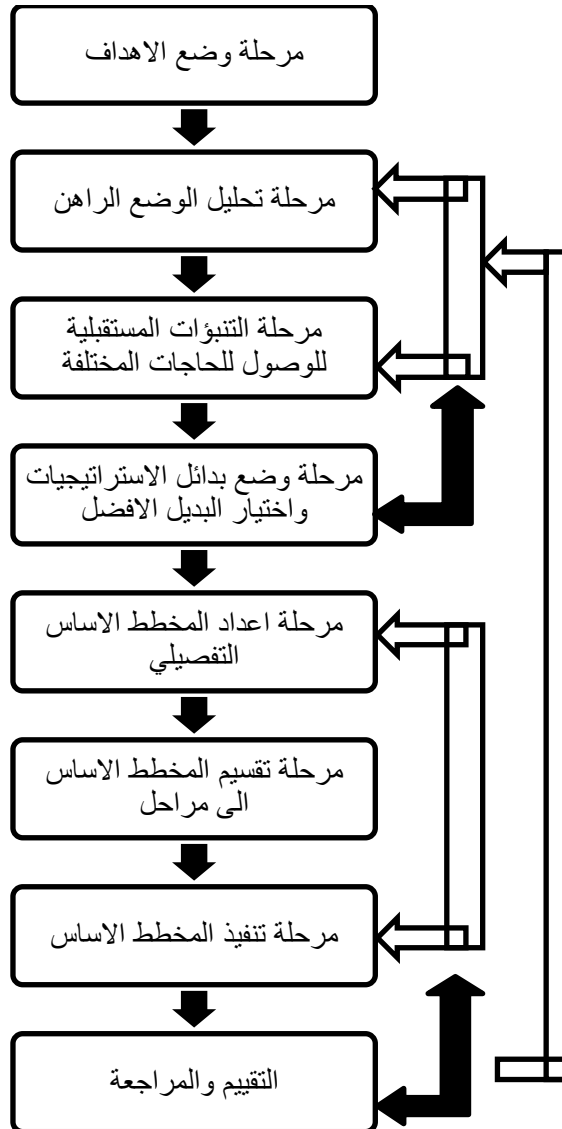 مرحلة وضع الاهداف
مرحلة تحليل الوضع الراهن
مرحلة التنبؤات المستقبلية
للوصول للحاجات المختلفة
مرحلة وضع بدائل الاستراتيجيات
واختيار البديل الافضل
مرحلة اعداد المخطط الاساس
التفصيلي
مرحلة تقسيم المخطط الاساس
الى مراحل
مرحلة تنفيذ المخطط الاساس
التقييم والمراجعة